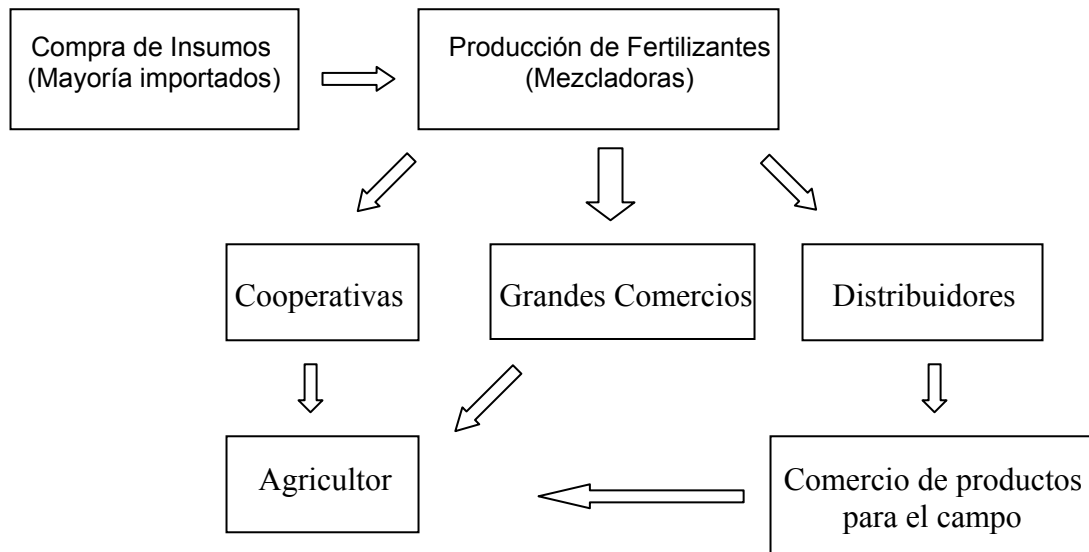 Compra de Insumos
(Mayoría importados)
Producción de Fertilizantes
(Mezcladoras)
Cooperativas
Grandes Comercios
Distribuidores
Agricultor
Comercio de productos
para el campo